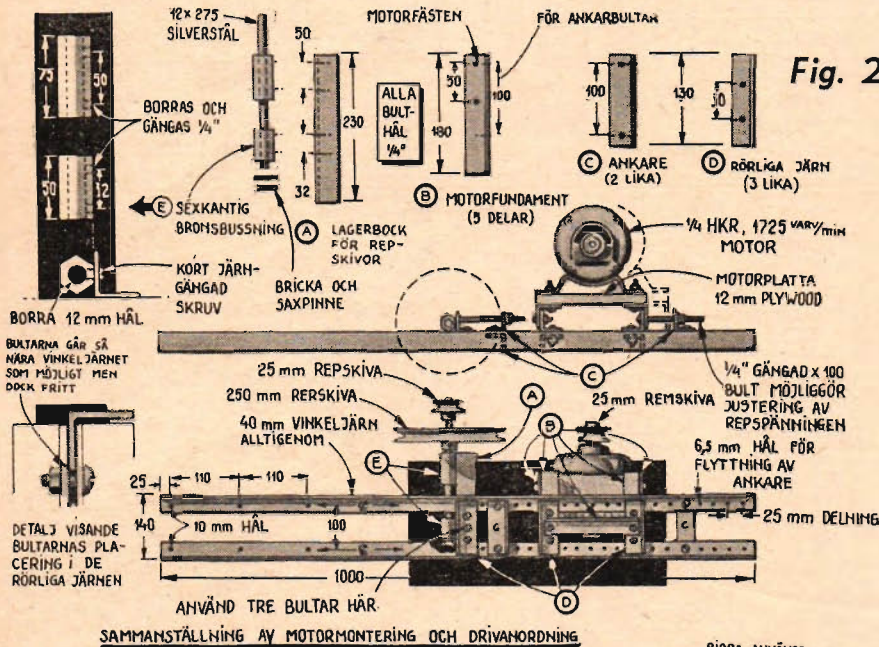 12 x 275
SILVERSTÅL
MOTORFÄSTEN
FÖR ANKARBULTAR
Fig. 2
75
50
BORRAS OCH
GÄNGAS 1/4"
50
12
50
230
32
ALLA
BULT-
HÅL
1/4"
50
100
180
100
130
50
C ANKARE
(2 LIKA)
D RÖRLIGA JÄRN
(3 LIKA)
B MOTORFUNDAMENT
(5 DELAR)
E SEXKANTIG
BRONSBUSSNING
A LAGERBOCK
FÖR REP-
SKIVOR
1/4 HKR, 1725 VARV/min
MOTOR
KORT JÄRN-
GÄNGAD
SKRUV
BRICKA OCH
SAXPINNE
MOTORPLATTA
12 mm PLYWOOD
BORRA 12 mm HÅL
BULTARNA GÅR SÅ
NÄRA VINKELJÄRNET
SOM MÖJLIGT MEN
DOCK FRITT
C
1/4" GÄNGAD x 100
BULT MÖJLIGGÖR
JUSTERING AV
REPSPÄNNINGEN
25 mm REPSKIVA
A
25 mm REMSKIVA
250 mm RERSKIVA
B
40 mm VINKELJÄRN
ALLTIGENOM
E
6,5 mm HÅL FÖR
FLYTTNING AV
ANKARE
25
110
110
140
10 mm HÅL
100
C
C
25 mm DELNING
DETALJ VISANDE
BULTARNAS PLA-
CERING I DE
RÖRLIGA JÄRNEN
1000
D
ANVÄND TRE BULTAR HÄR
SAMMANSTÄLLNING AV MOTORMONTERING OCH DRIVANORDNING